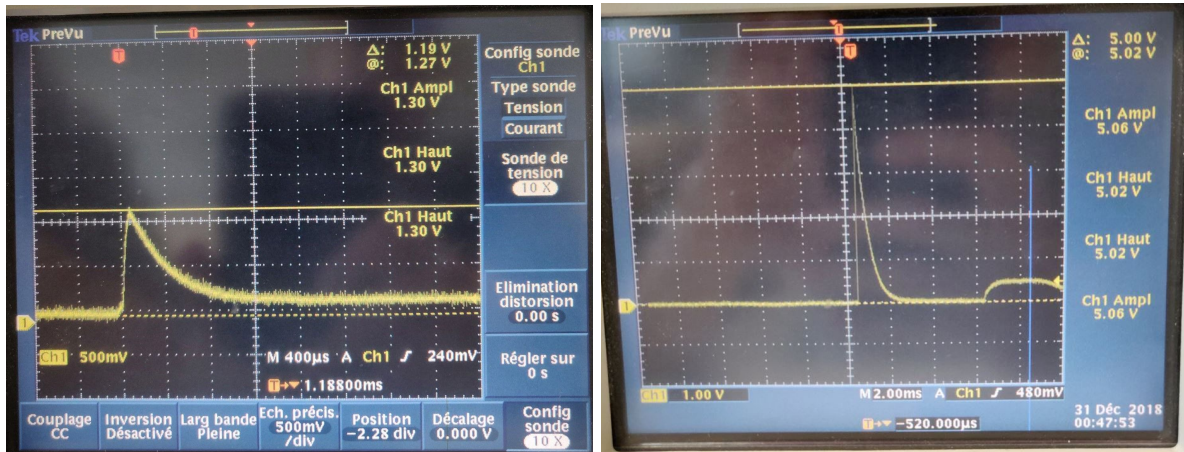 Tek PreVu
T
T
Δ: 1.19 V
@: 1.27 V
Ch1 Ampl
1.30 V
Ch1 Haut
1.30 V
Ch1 Haut
1.30 V
1
Ch1 500mV
M 400µs A Ch1 ƒ 240mV
T→▼ 1.18800ms
Config sonde
Ch1
Type sonde
Tension
Courant
Sonde de
tension
10 X
Elimination
distorsion
0.00 s
Régler sur
0 s
Couplage
CC
Inversion
Désactivé
Larg bande
Pleine
Ech. précis.
500mV
/div
Position
-2.28 div
Décalage
0.000 V
Config
sonde
10 X
Tek PreVu
T
T
Δ: 5.00 V
@: 5.02 V
Ch1 Ampl
5.06 V
Ch1 Haut
5.02 V
Ch1 Haut
5.02 V
Ch1 Ampl
5.06 V
1
Ch1 1.00 V
M 2.00ms A Ch1 ƒ 480mV
T→▼ -520.000µs
31 Déc 2018
00:47:53